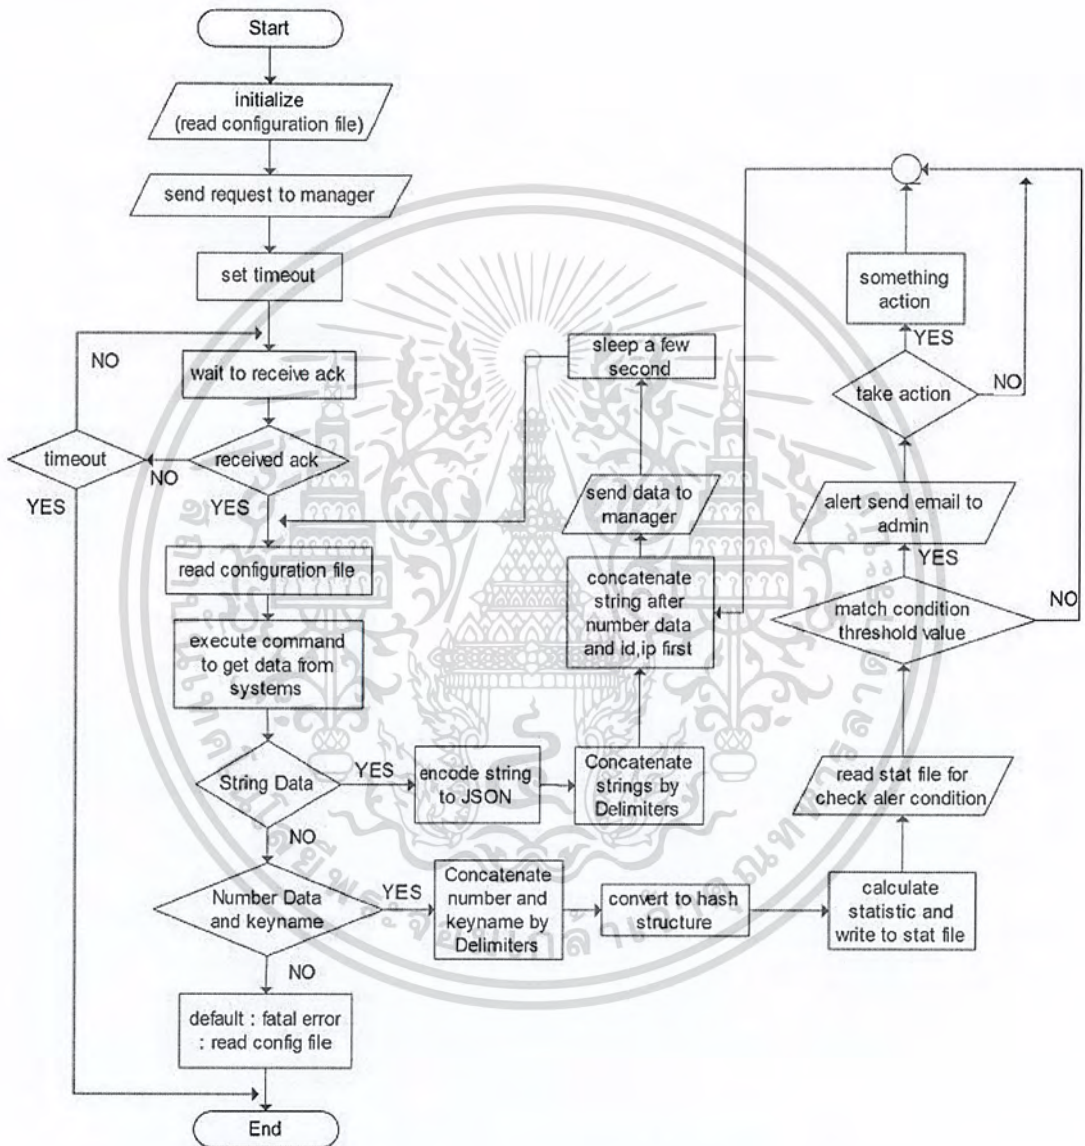 Start
initialize
(read configuration file)
send request to manager
set timeout
NO
wait to receive ack
timeout
NO
received ack
YES
YES
read configuration file
execute command
to get data from
systems
String Data
YES
encode string
to JSON
Concatenate
strings by
Delimiters
NO
Number Data
and keyname
YES
Concatenate
number and
keyname by
Delimiters
convert to hash
structure
calculate
statistic and
write to stat file
NO
default : fatal error
: read config file
End
sleep a few
second
send data to
manager
concatenate
string after
number data
and id,ip first
something
action
YES
take action
NO
alert send email to
admin
YES
match condition
threshold value
NO
read stat file for
check aler condition